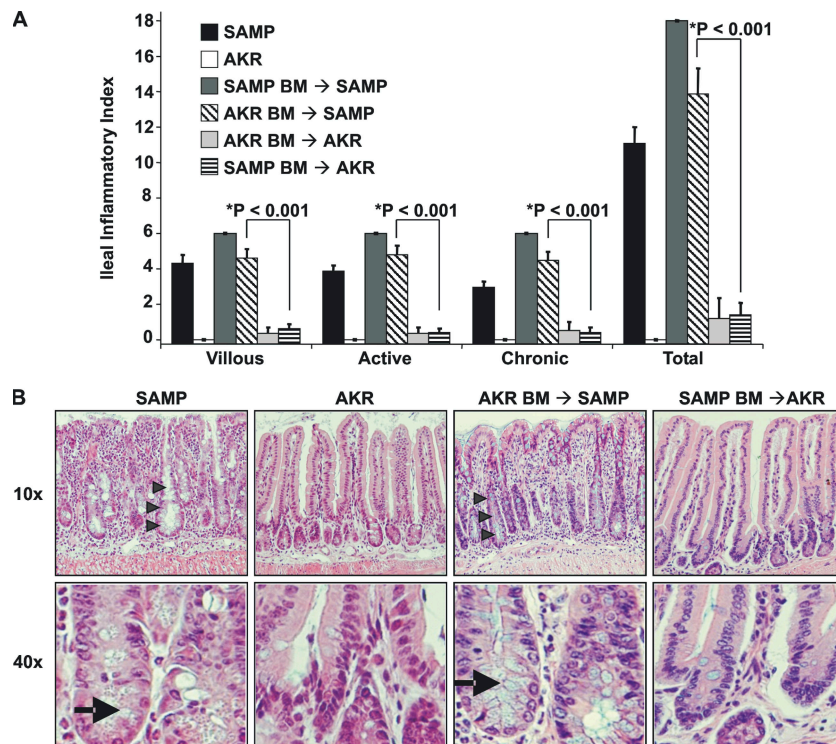 A
Ileal Inflammatory Index
18
16
14
12
10
8
6
4
2
0
SAMP
AKR
SAMP BM → SAMP
AKR BM → SAMP
AKR BM → AKR
SAMP BM → AKR
*P < 0.001
*P < 0.001
*P < 0.001
*P < 0.001
Villous
Active
Chronic
Total
B
SAMP
AKR
AKR BM → SAMP
SAMP BM → AKR
10x
40x